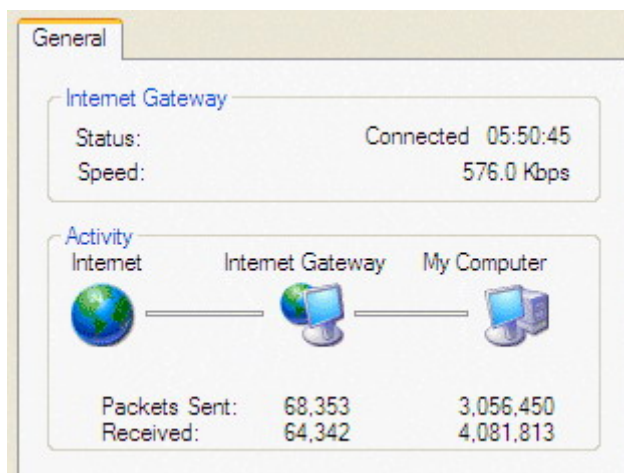 General
Internet Gateway
Status: Connected 05:50:45
Speed: 576.0 Kbps
Activity
Internet Internet Gateway My Computer
Packets Sent: 68,353 3,056,450
Received: 64,342 4,081,813